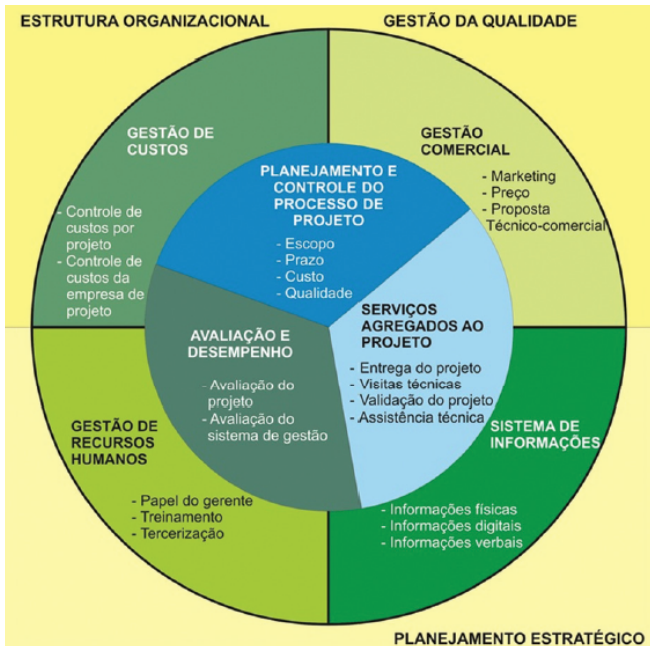 ESTRUTURA ORGANIZACIONAL
GESTÃO DA QUALIDADE
GESTÃO DE
CUSTOS
- Controle de
custos por
projeto
- Controle de
custos da
empresa de
projeto
GESTÃO
COMERCIAL
- Marketing
- Preço
- Proposta
Técnico-comercial
PLANEJAMENTO E
CONTROLE DO
PROCESSO DE
PROJETO
- Escopo
- Prazo
- Custo
- Qualidade
AVALIAÇÃO E
DESEMPENHO
- Avaliação do
projeto
- Avaliação do
sistema de gestão
SERVIÇOS
AGREGADOS AO
PROJETO
- Entrega do projeto
- Visitas técnicas
- Validação do projeto
- Assistência técnica
GESTÃO DE
RECURSOS
HUMANOS
- Papel do gerente
- Treinamento
- Tercerização
SISTEMA DE
INFORMAÇÕES
- Informações físicas
- Informações digitais
- Informações verbais
PLANEJAMENTO ESTRATÉGICO